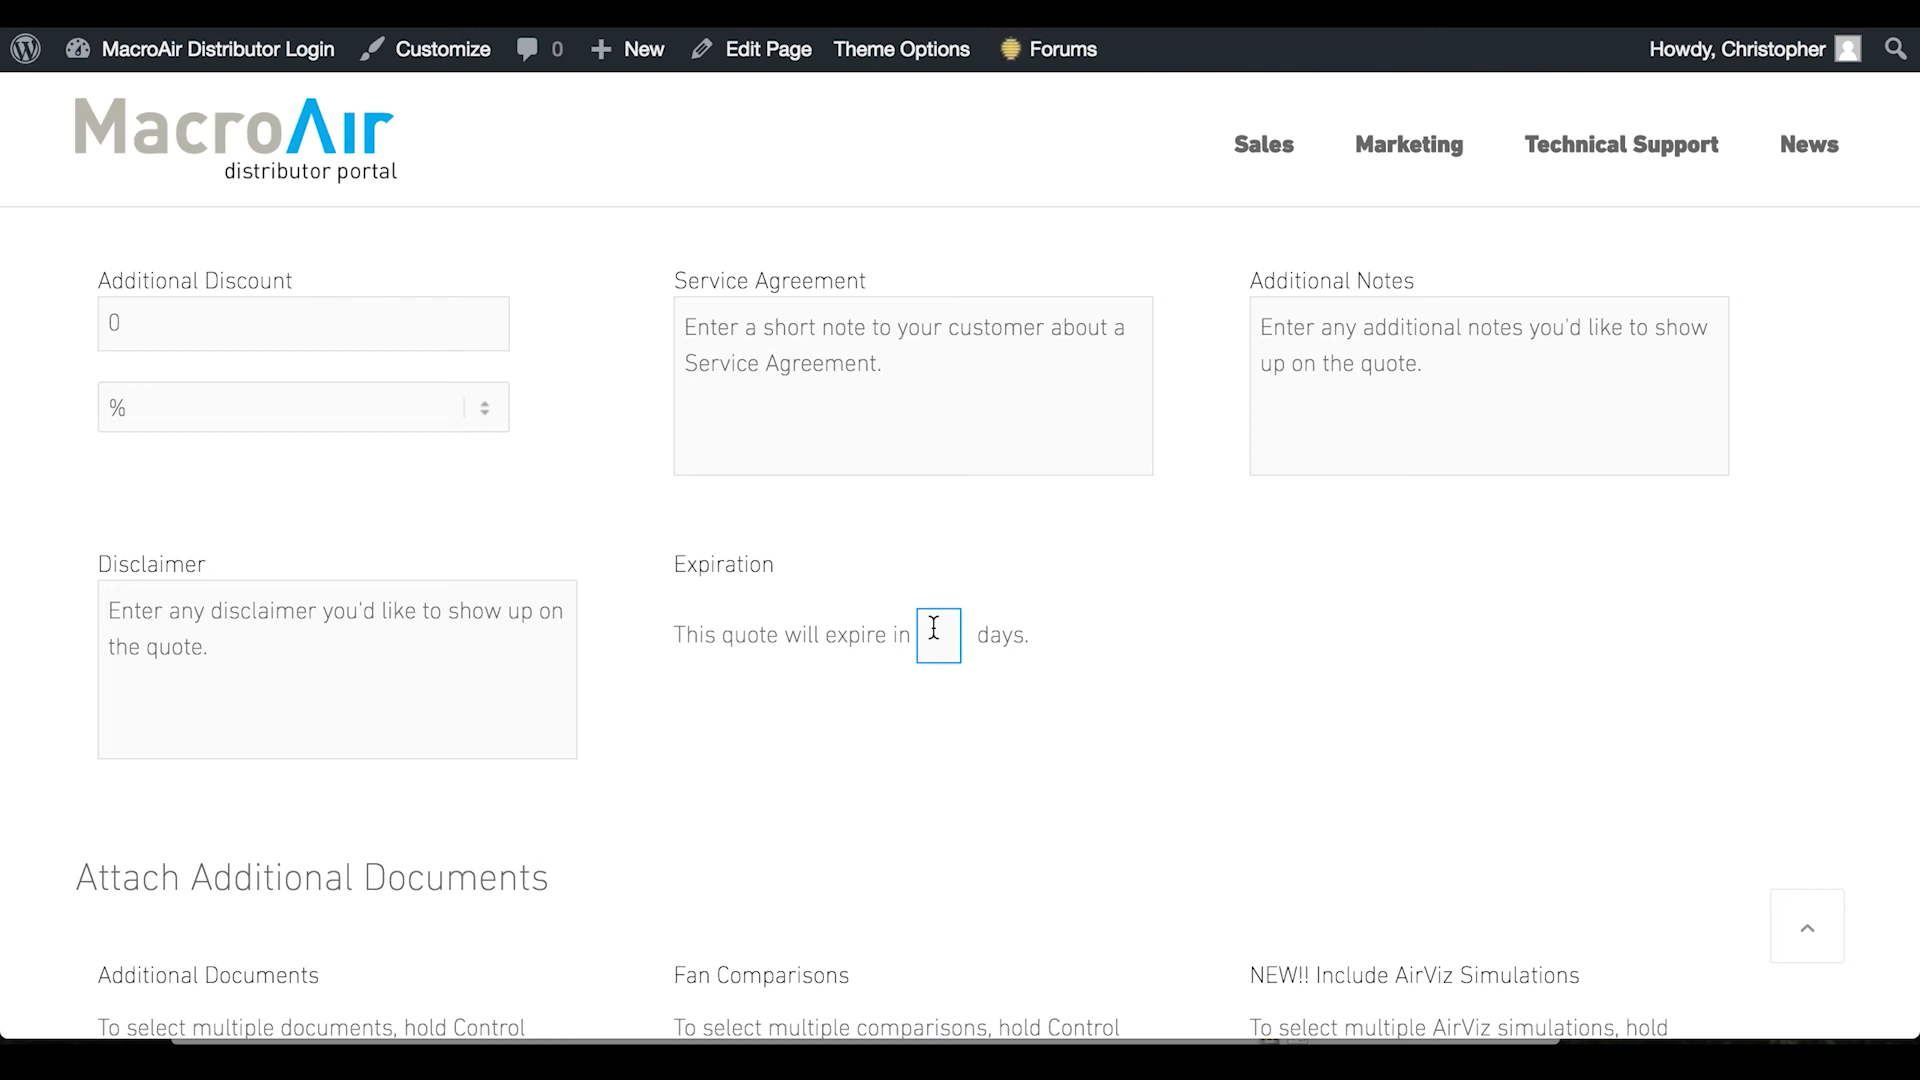 MacroAir Distributor Login Customize 0 New Edit Page Theme Options Forums Howdy, Christopher
MacroAir
distributor portal
Sales Marketing Technical Support News
Additional Discount
0
%
Service Agreement
Enter a short note to your customer about a
Service Agreement.
Additional Notes
Enter any additional notes you'd like to show
up on the quote.
Disclaimer
Enter any disclaimer you'd like to show up on
the quote.
Expiration
This quote will expire in days.
Attach Additional Documents
Additional Documents
To select multiple documents, hold Control
Fan Comparisons
To select multiple comparisons, hold Control
NEW!! Include AirViz Simulations
To select multiple AirViz simulations, hold